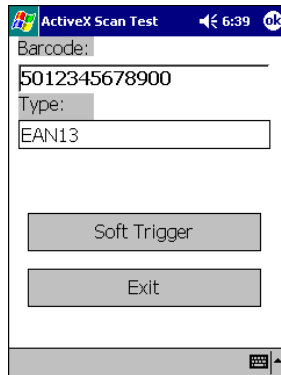 ActiveX Scan Test 6:39 ok
Barcode:
5012345678900
Type:
EAN13
Soft Trigger
Exit